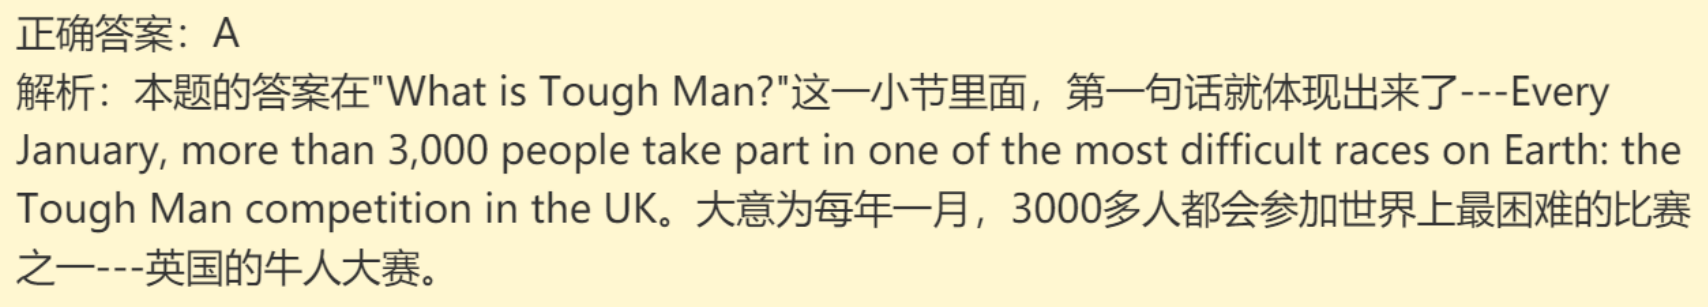 正确答案：A
解析：本题的答案在"What is Tough Man?"这一小节里面，第一句话就体现出来了---Every
January, more than 3,000 people take part in one of the most difficult races on Earth: the
Tough Man competition in the UK。大意为每年一月，3000多人都会参加世界上最困难的比赛
之一---英国的牛人大赛。